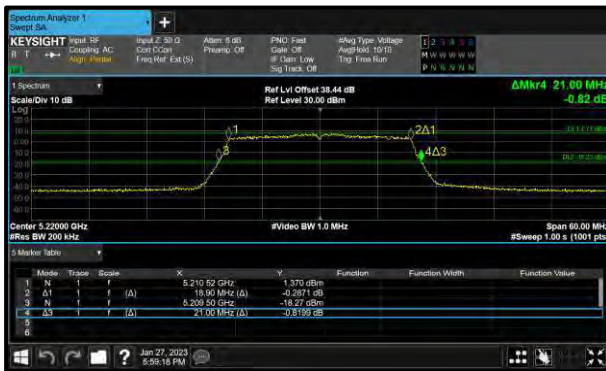 Spectrum Analyzer 1
Swept SA
KEYSIGHT
R T
Input: RF
Coupling: AC
Align: Partial
Input Z: 50 Ω
Corr CCorr
Freq Ref: Ext (S)
Atten: 6 dB
Preamp: Off
PNO: Fast
Gate: Off
IF Gain: Low
Sig Track: Off
#Avg Type: Voltage
Avg|Hold: 10/10
Trig: Free Run
1 2 3 4 5 6
M W W W W W
P N N N N N
1 Spectrum
Scale/Div 10 dB
Log
Ref Lvl Offset 38.44 dB
Ref Level 30.00 dBm
ΔMkr4 21.00 MHz
-0.82 dB
1
2Δ1
3
4Δ3
Center 5.22000 GHz
#Res BW 200 kHz
#Video BW 1.0 MHz
Span 60.00 MHz
#Sweep 1.00 s (1001 pts)
5 Marker Table
Mode Trace Scale X Y Function Function Width Function Value
1 N 1 f 5.210 52 GHz 1.370 dBm
2 Δ1 1 f (Δ) 18.90 MHz (Δ) -0.2871 dB
3 N 1 f 5.209 50 GHz -18.27 dBm
4 Δ3 1 f (Δ) 21.00 MHz (Δ) -0.8199 dB
5
6
Jan 27, 2023
5:59:18 PM